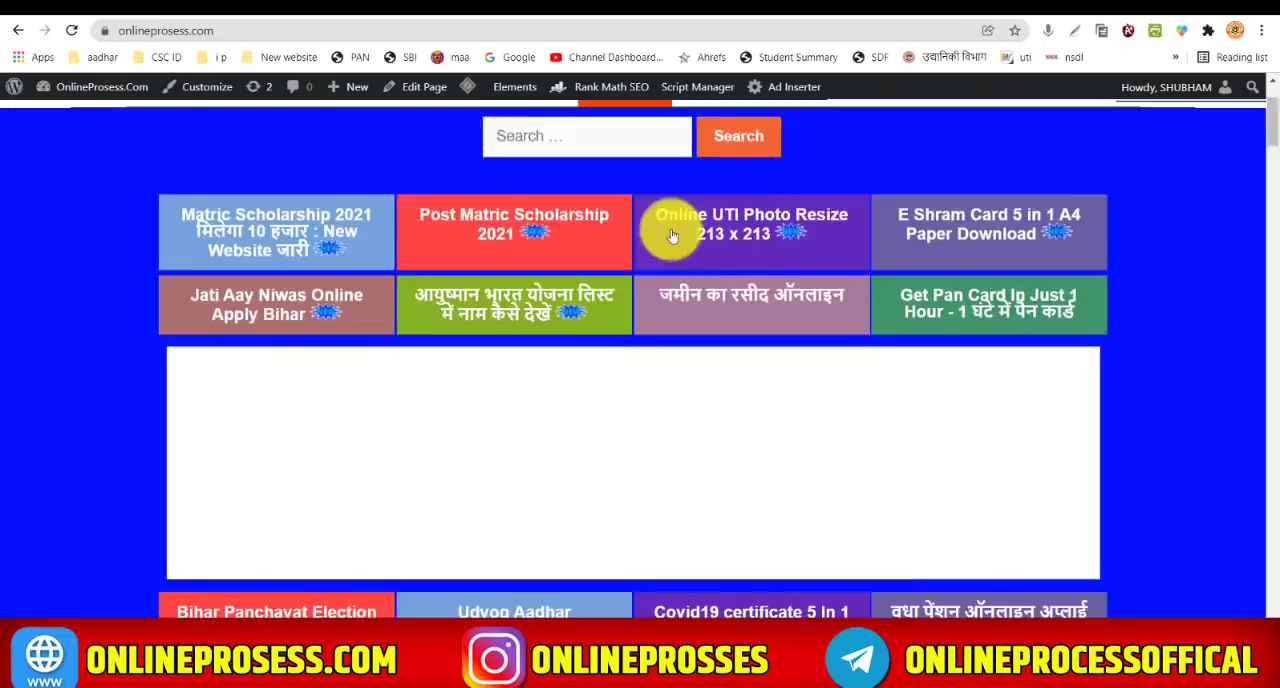 onlineprosess.com
Apps aadhar CSC ID i p New website PAN SBI maa Google Channel Dashboard... Ahrefs Student Summary SDF उद्यानिकी विभाग uti nsdl » Reading list
OnlineProsess.Com Customize 2 0 New Edit Page Elements Rank Math SEO Script Manager Ad Inserter Howdy, SHUBHAM
Search ... Search
Matric Scholarship 2021
मिलेगा 10 हजार : New
Website जारी
Post Matric Scholarship
2021
Online UTI Photo Resize
213 x 213
E Shram Card 5 in 1 A4
Paper Download
Jati Aay Niwas Online
Apply Bihar
आयुष्मान भारत योजना लिस्ट
में नाम कैसे देखें
जमीन का रसीद ऑनलाइन
Get Pan Card In Just 1
Hour - 1 घंटे में पैन कार्ड
Bihar Panchayat Election
Udyog Aadhar
Covid19 certificate 5 In 1
वृधा पेंशन ऑनलाइन अप्लाई
WWW ONLINEPROSESS.COM ONLINEPROSSES ONLINEPROCESSOFFICAL